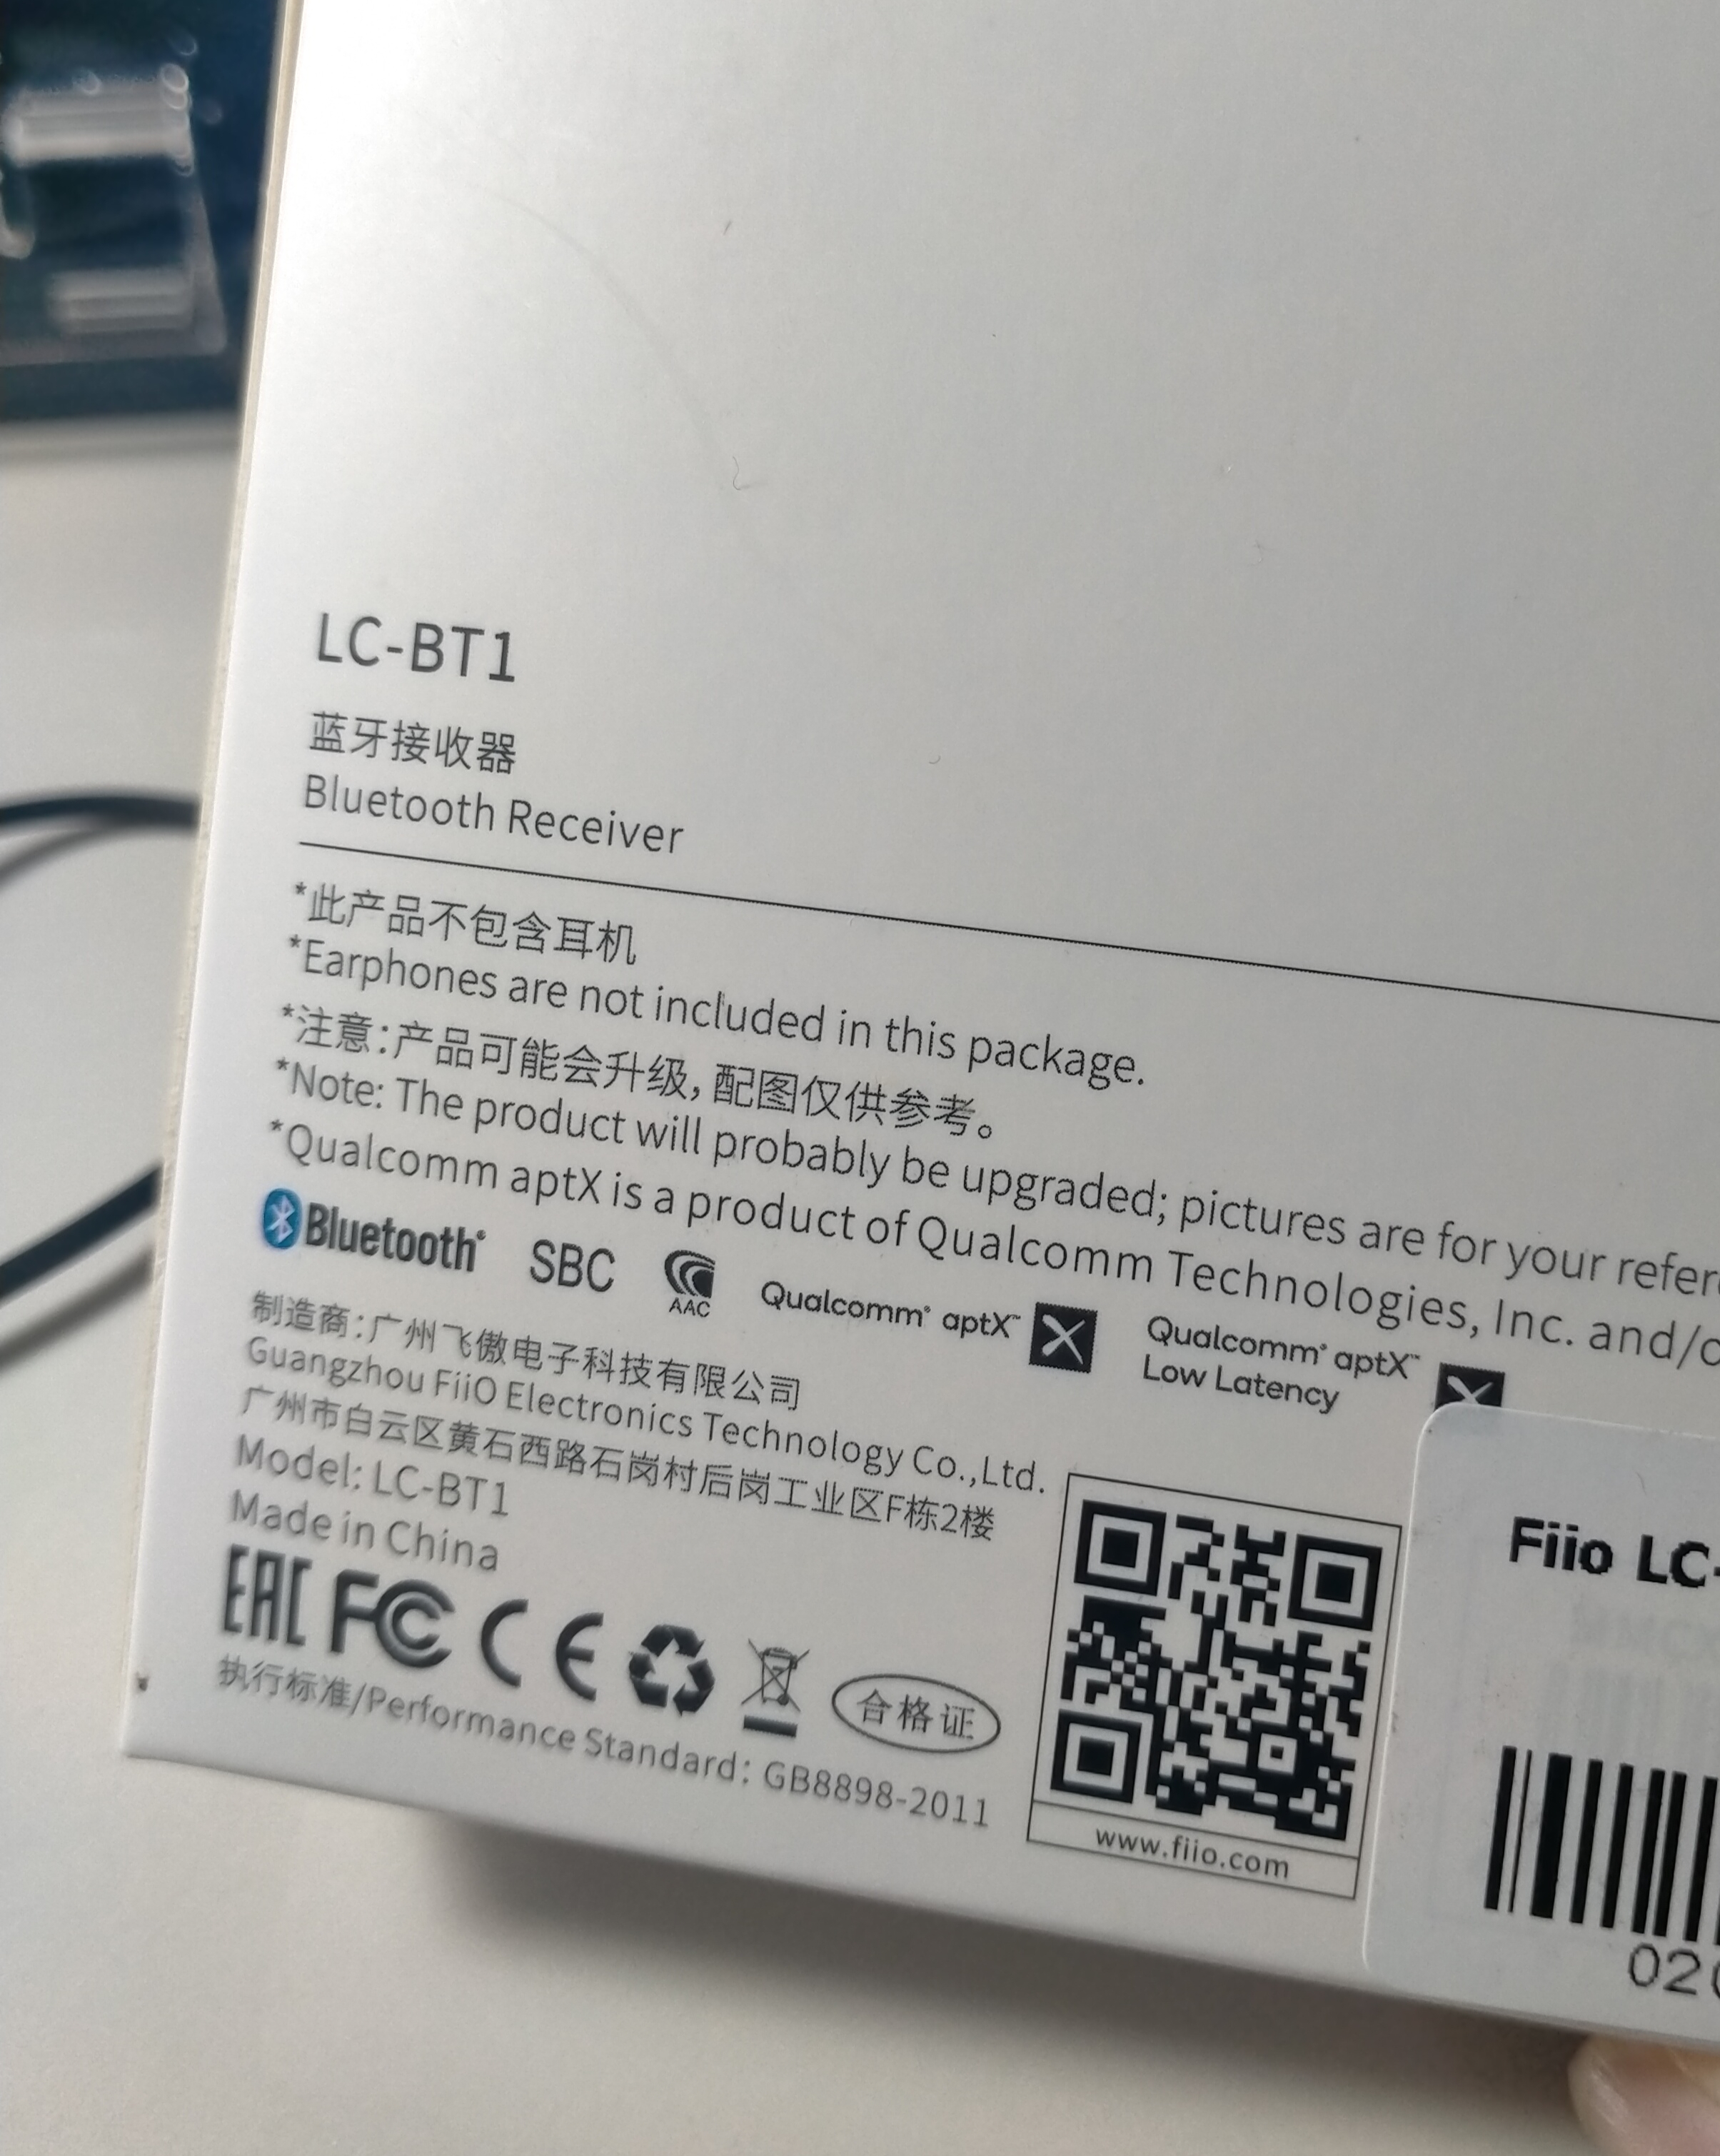 LC-BT1
蓝牙接收器
Bluetooth Receiver
*此产品不包含耳机
*Earphones are not included in this package.
*注意：产品可能会升级，配图仅供参考。
*Note: The product will probably be upgraded; pictures are for your
*Qualcomm aptX is a product of Qualcomm Technologies, Inc. and/
Bluetooth® SBC AAC Qualcomm® aptX™ Qualcomm® aptX™
Low Latency
制造商：广州飞傲电子科技有限公司
Guangzhou FiiO Electronics Technology Co.,Ltd.
广州市白云区黄石西路石岗村后岗工业区F栋2楼
Model: LC-BT1
Made in China
EAC FC CE 合格证
执行标准/Performance Standard: GB8898-2011
www.fiio.com
Fiio LC-
02